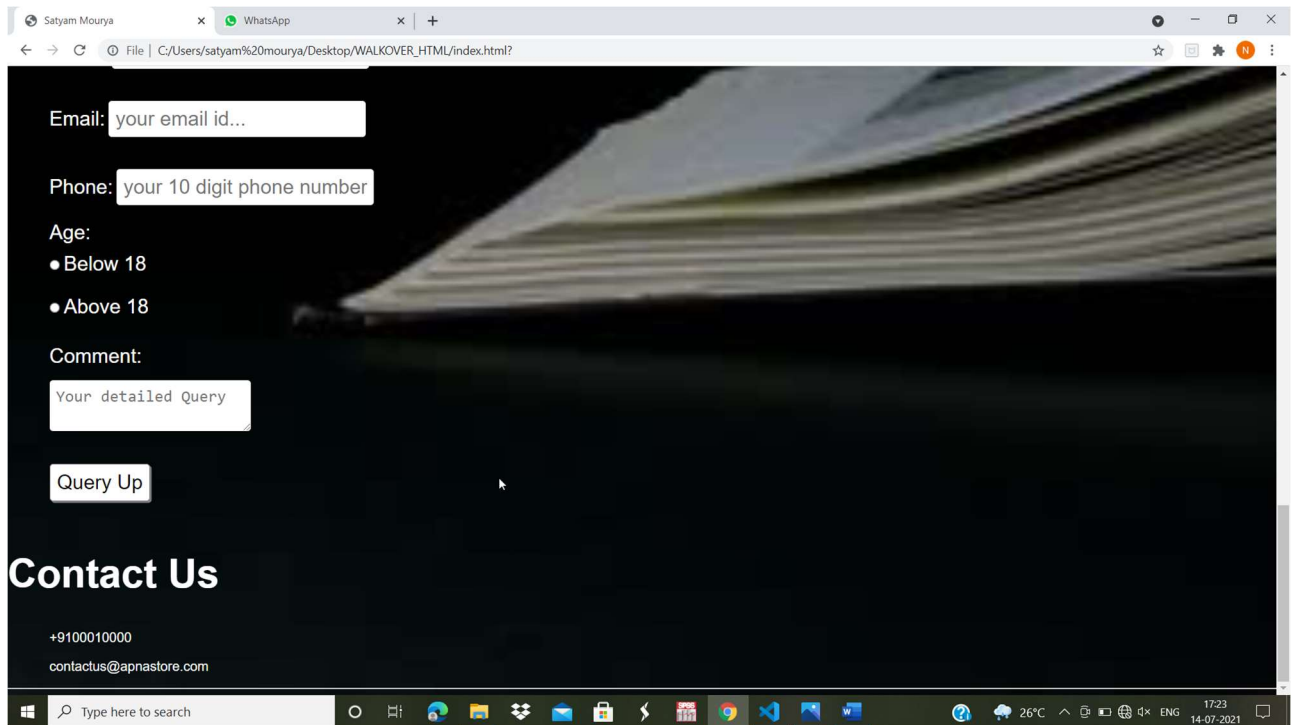 Satyam Mourya
WhatsApp
File | C:/Users/satyam%20mourya/Desktop/WALKOVER_HTML/index.html?
N
Email: your email id...
Phone: your 10 digit phone number
Age:
Below 18
Above 18
Comment:
Your detailed Query
Query Up
Contact Us
+9100010000
contactus@apnastore.com
Type here to search
SPSS
26°C
ENG
17:23
14-07-2021